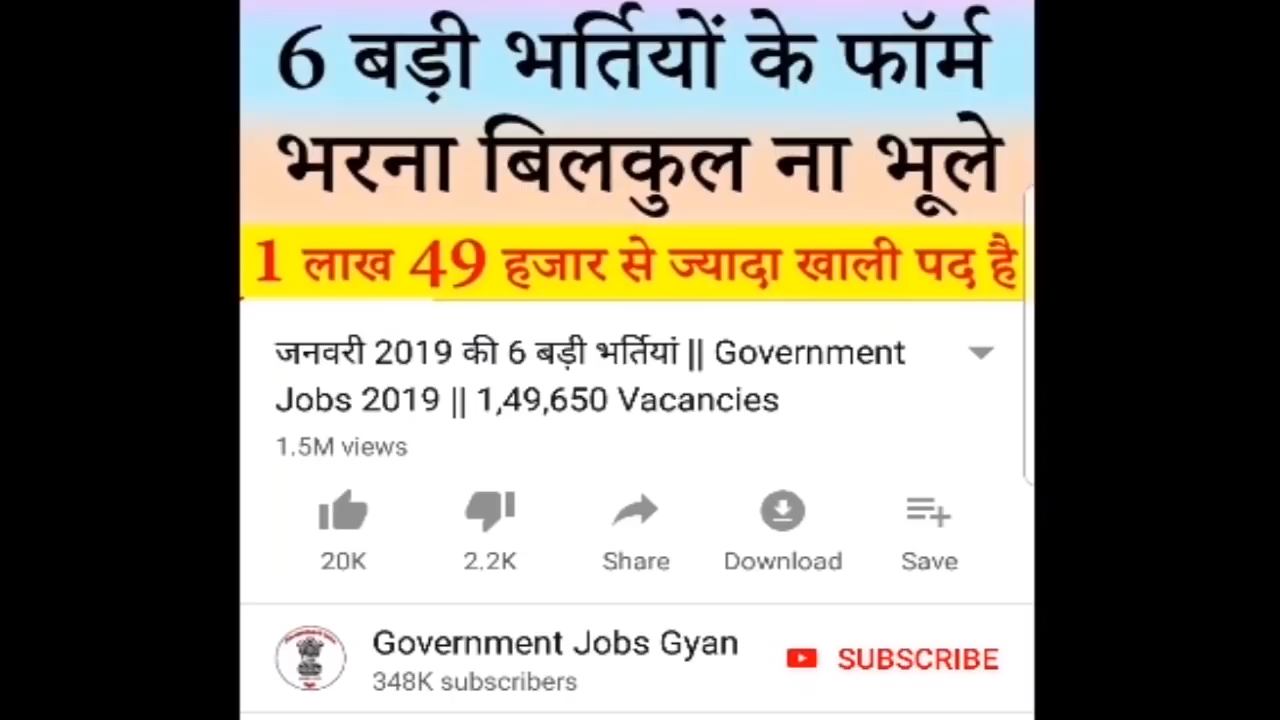 6 बड़ी भर्तियों के फॉर्म
भरना बिलकुल ना भूले
1 लाख 49 हजार से ज्यादा खाली पद है
जनवरी 2019 की 6 बड़ी भर्तियां || Government
Jobs 2019 || 1,49,650 Vacancies
1.5M views
20K 2.2K Share Download Save
Government Jobs Gyan
348K subscribers
SUBSCRIBE